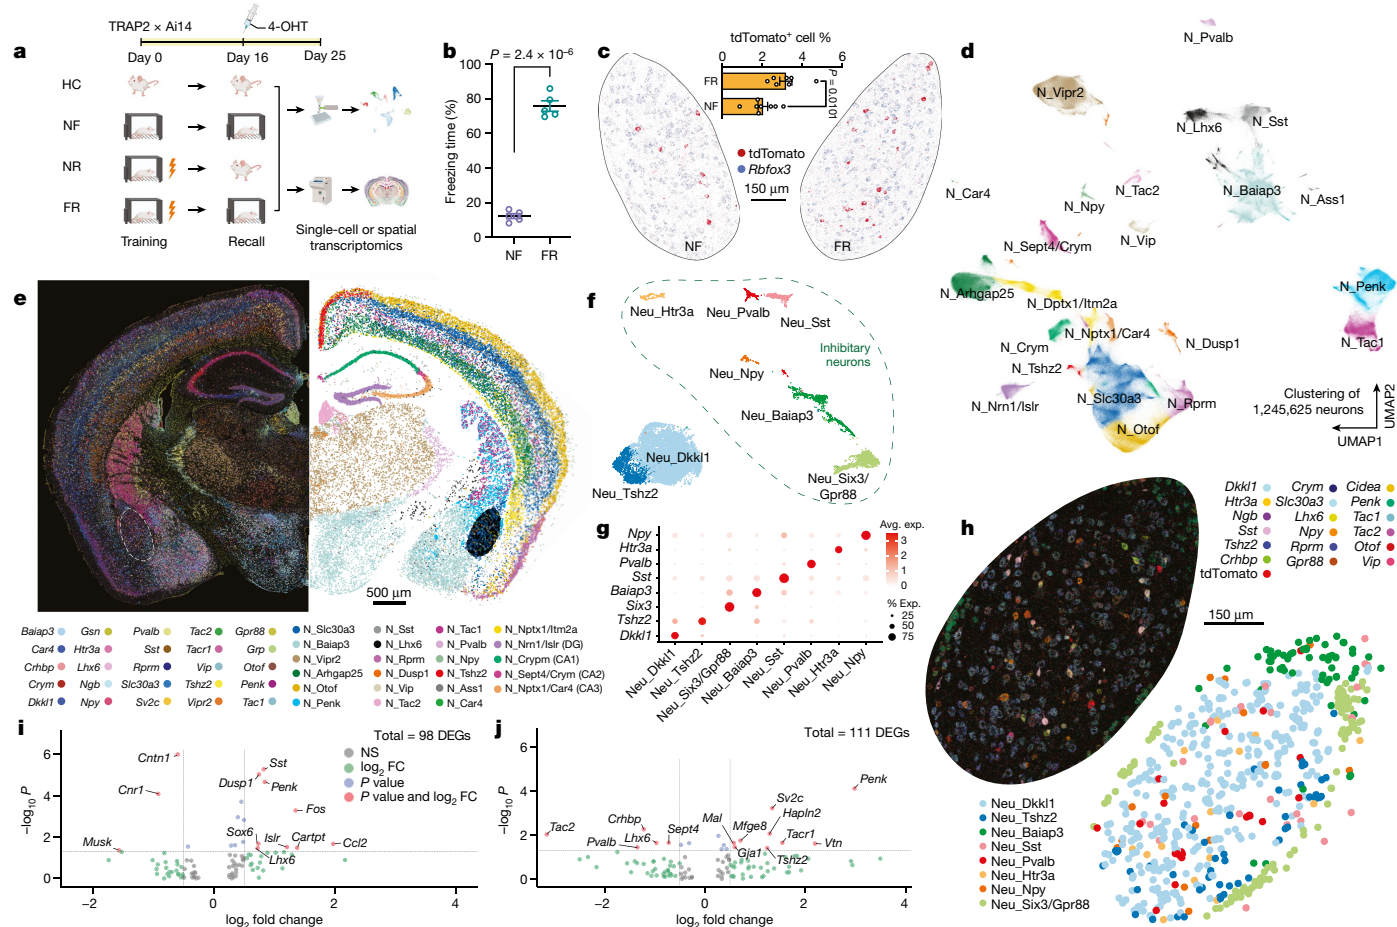 a
TRAP2 × Ai14
4-OHT
Day 0
Day 16
Day 25
HC
NF
NR
FR
Training
Recall
Single-cell or spatial
transcriptomics
b
P = 2.4 × 10⁻⁶
Freezing time (%)
100
80
60
40
20
0
NF
FR
c
tdTomato⁺ cell %
0
2
4
6
FR
NF
P = 0.0101
tdTomato
Rbfox3
150 µm
NF
FR
d
N_Pvalb
N_Vipr2
N_Lhx6
N_Sst
N_Car4
N_Tac2
N_Npy
N_Baiap3
N_Ass1
N_Sept4/Crym
N_Vip
N_Arhgap25
N_Dptx1/Itm2a
N_Penk
N_Nptx1/Car4
N_Crym
N_Dusp1
N_Tac1
N_Tshz2
N_Nrn1/Islr
N_Slc30a3
N_Rprm
N_Otof
Clustering of
1,245,625 neurons
UMAP1
UMAP2
e
500 µm
Baiap3
Gsn
Pvalb
Tac2
Gpr88
Car4
Htr3a
Sst
Tacr1
Grp
Crhbp
Lhx6
Rprm
Vip
Otof
Crym
Ngb
Slc30a3
Tshz2
Penk
Dkkl1
Npy
Sv2c
Vipr2
Tac1
N_Slc30a3
N_Sst
N_Tac1
N_Nptx1/Itm2a
N_Baiap3
N_Lhx6
N_Pvalb
N_Nrn1/Islr (DG)
N_Vipr2
N_Rprm
N_Npy
N_Crypm (CA1)
N_Arhgap25
N_Dusp1
N_Tshz2
N_Sept4/Crym (CA2)
N_Otof
N_Vip
N_Ass1
N_Nptx1/Car4 (CA3)
N_Penk
N_Tac2
N_Car4
f
Neu_Htr3a
Neu_Pvalb
Neu_Sst
Inhibitary
neurons
Neu_Npy
Neu_Baiap3
Neu_Dkkl1
Neu_Tshz2
Neu_Six3/
Gpr88
g
Npy
Htr3a
Pvalb
Sst
Baiap3
Six3
Tshz2
Dkkl1
Neu_Dkkl1
Neu_Tshz2
Neu_Six3/Gpr88
Neu_Baiap3
Neu_Sst
Neu_Pvalb
Neu_Htr3a
Neu_Npy
Avg. exp.
3
2
1
0
% Exp.
25
50
75
h
Dkkl1
Crym
Cidea
Htr3a
Slc30a3
Penk
Ngb
Lhx6
Tac1
Sst
Npy
Tac2
Tshz2
Rprm
Otof
Crhbp
Gpr88
Vip
tdTomato
150 µm
Neu_Dkkl1
Neu_Tshz2
Neu_Baiap3
Neu_Sst
Neu_Pvalb
Neu_Htr3a
Neu_Npy
Neu_Six3/Gpr88
i
Total = 98 DEGs
NS
log₂ FC
P value
P value and log₂ FC
Cntn1
Cnr1
Musk
Sst
Dusp1
Penk
Fos
Sox6
Islr
Cartpt
Ccl2
Lhx6
–log₁₀ P
6
4
2
0
–2
0
2
4
log₂ fold change
j
Total = 111 DEGs
Penk
Sv2c
Hapln2
Tac2
Crhbp
Lhx6
Sept4
Mal
Mfge8
Tacr1
Vtn
Pvalb
Gja1
Tshz2
–log₁₀ P
6
4
2
0
–2
0
2
4
log₂ fold change